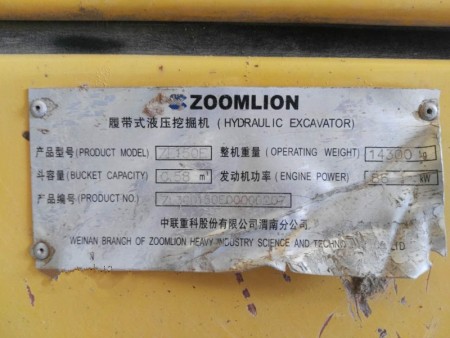 ZOOMLION
履带式液压挖掘机 (HYDRAULIC EXCAVATOR)
产品型号(PRODUCT MODEL) 整机重量(OPERATING WEIGHT) 14300 kg
斗容量(BUCKET CAPACITY) 0.58 m³ 发动机功率(ENGINE POWER) kW
产品编号(PRODUCT NO.)
中联重科股份有限公司渭南分公司
WEINAN BRANCH OF ZOOMLION HEAVY INDUSTRY SCIENCE AND LTD